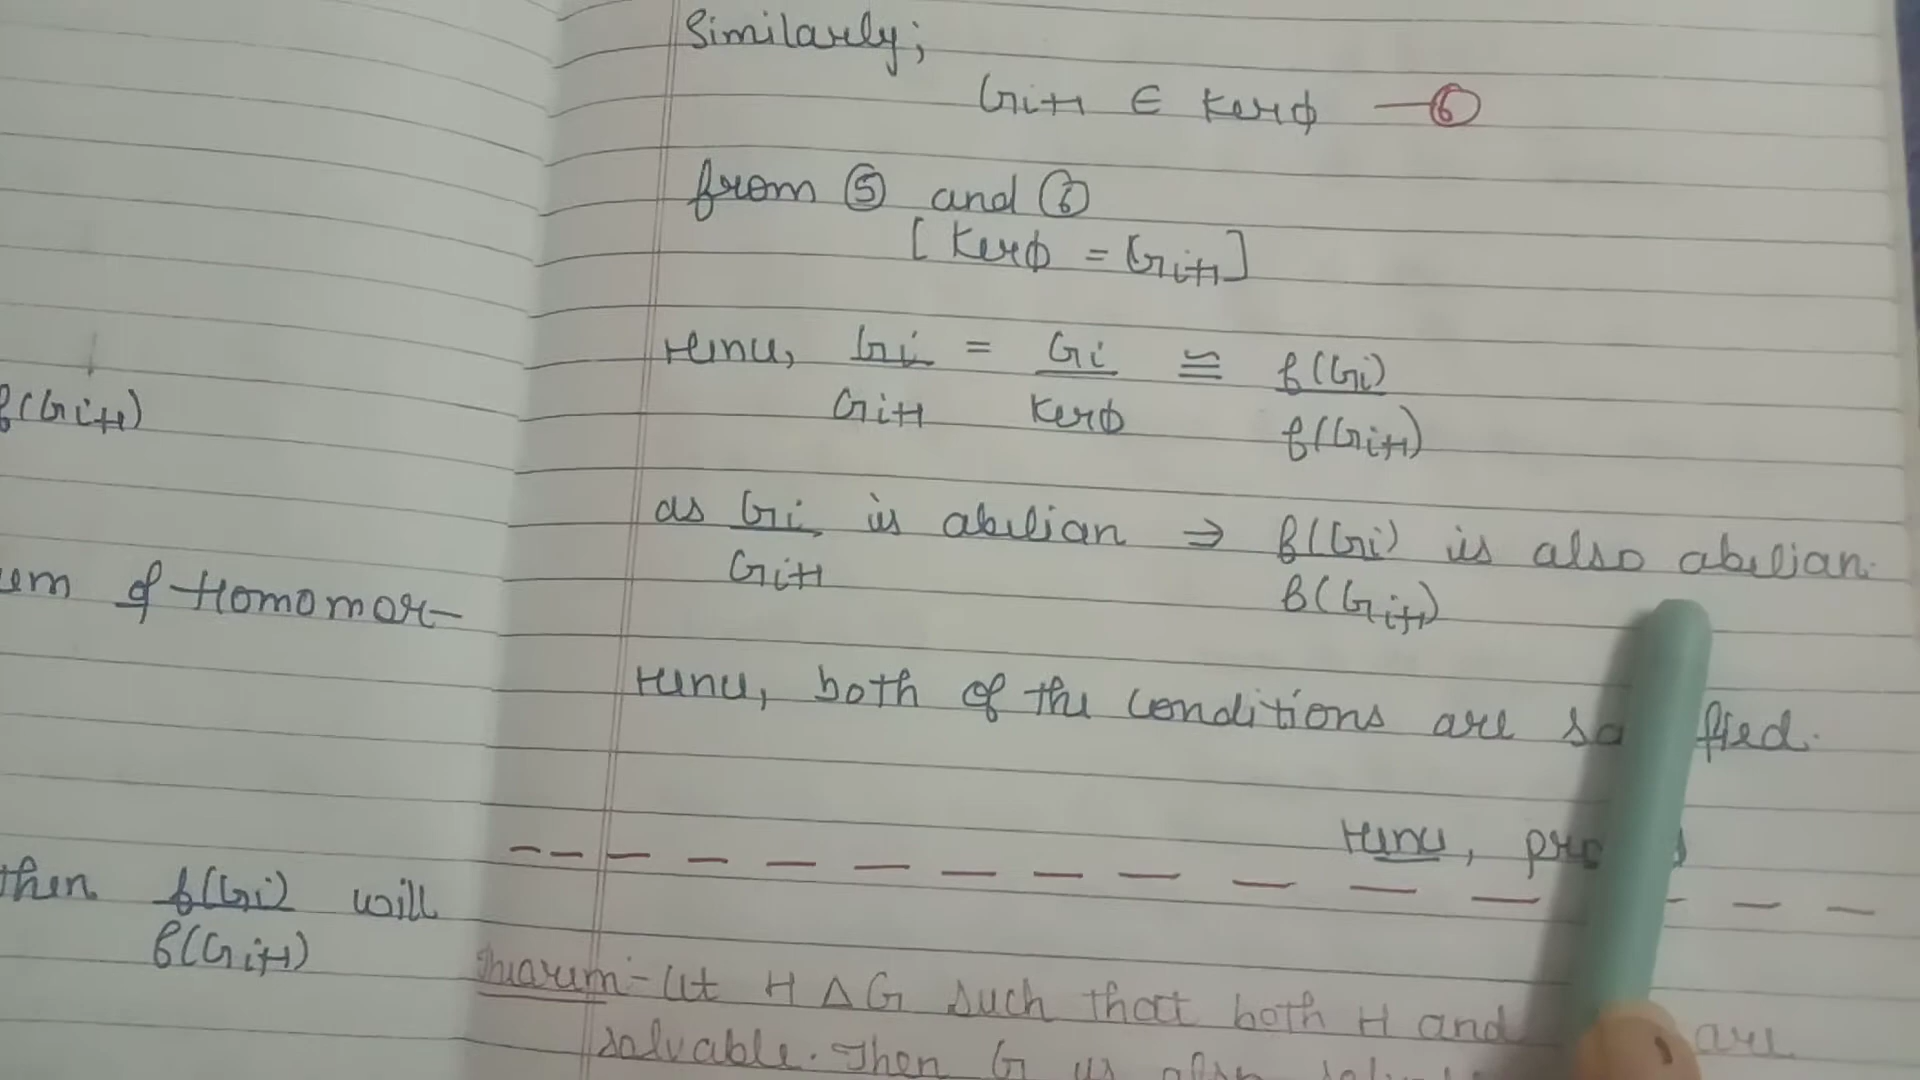 f(Gi+1)
em of Homomor-
then f(Gi) will
f(Gi+1)
Similarly;
Gi+1 ∈ Kerϕ —⑥
from ⑤ and ⑥
[Kerϕ = Gi+1]
Hence, Gi = Gi ≅ f(Gi)
Gi+1 Kerϕ f(Gi+1)
as Gi is abelian ⇒ f(Gi) is also abelian.
Gi+1 f(Gi+1)
Hence, both of the conditions are fied.
Hence,
Theorem:- Let H Δ G such that both H and are
solvable. Then G is also